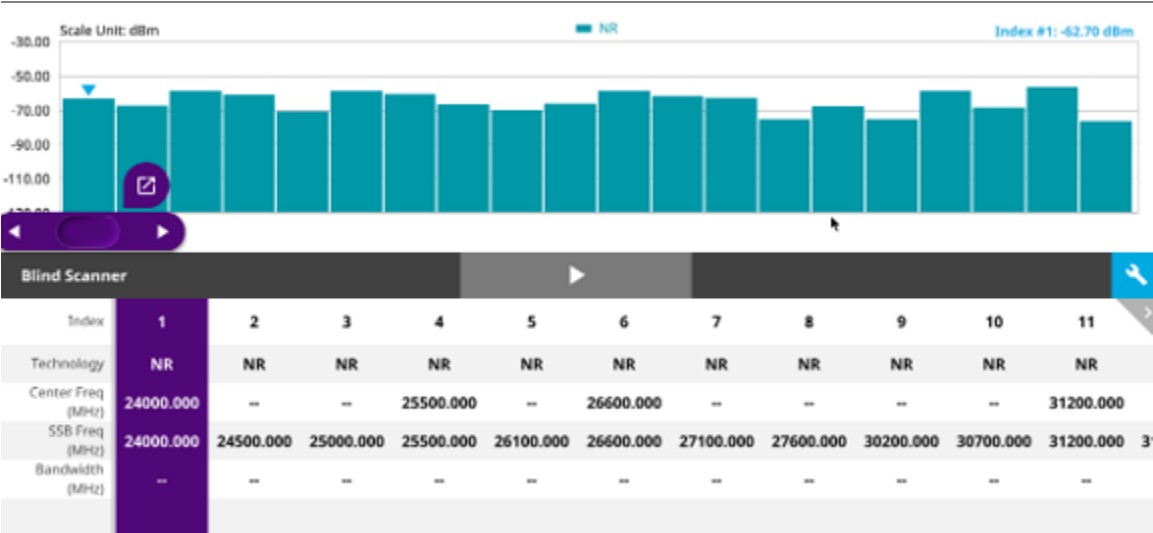 Scale Unit: dBm
NR
Index #1: -62.70 dBm
-30.00
-50.00
-70.00
-90.00
-110.00
Blind Scanner
Index 1 2 3 4 5 6 7 8 9 10 11
Technology NR NR NR NR NR NR NR NR NR NR NR
Center Freq
(MHz) 24000.000 -- -- 25500.000 -- 26600.000 -- -- -- -- 31200.000
SSB Freq
(MHz) 24000.000 24500.000 25000.000 25500.000 26100.000 26600.000 27100.000 27600.000 30200.000 30700.000 31200.000
Bandwidth
(MHz) -- -- -- -- -- -- -- -- -- -- --